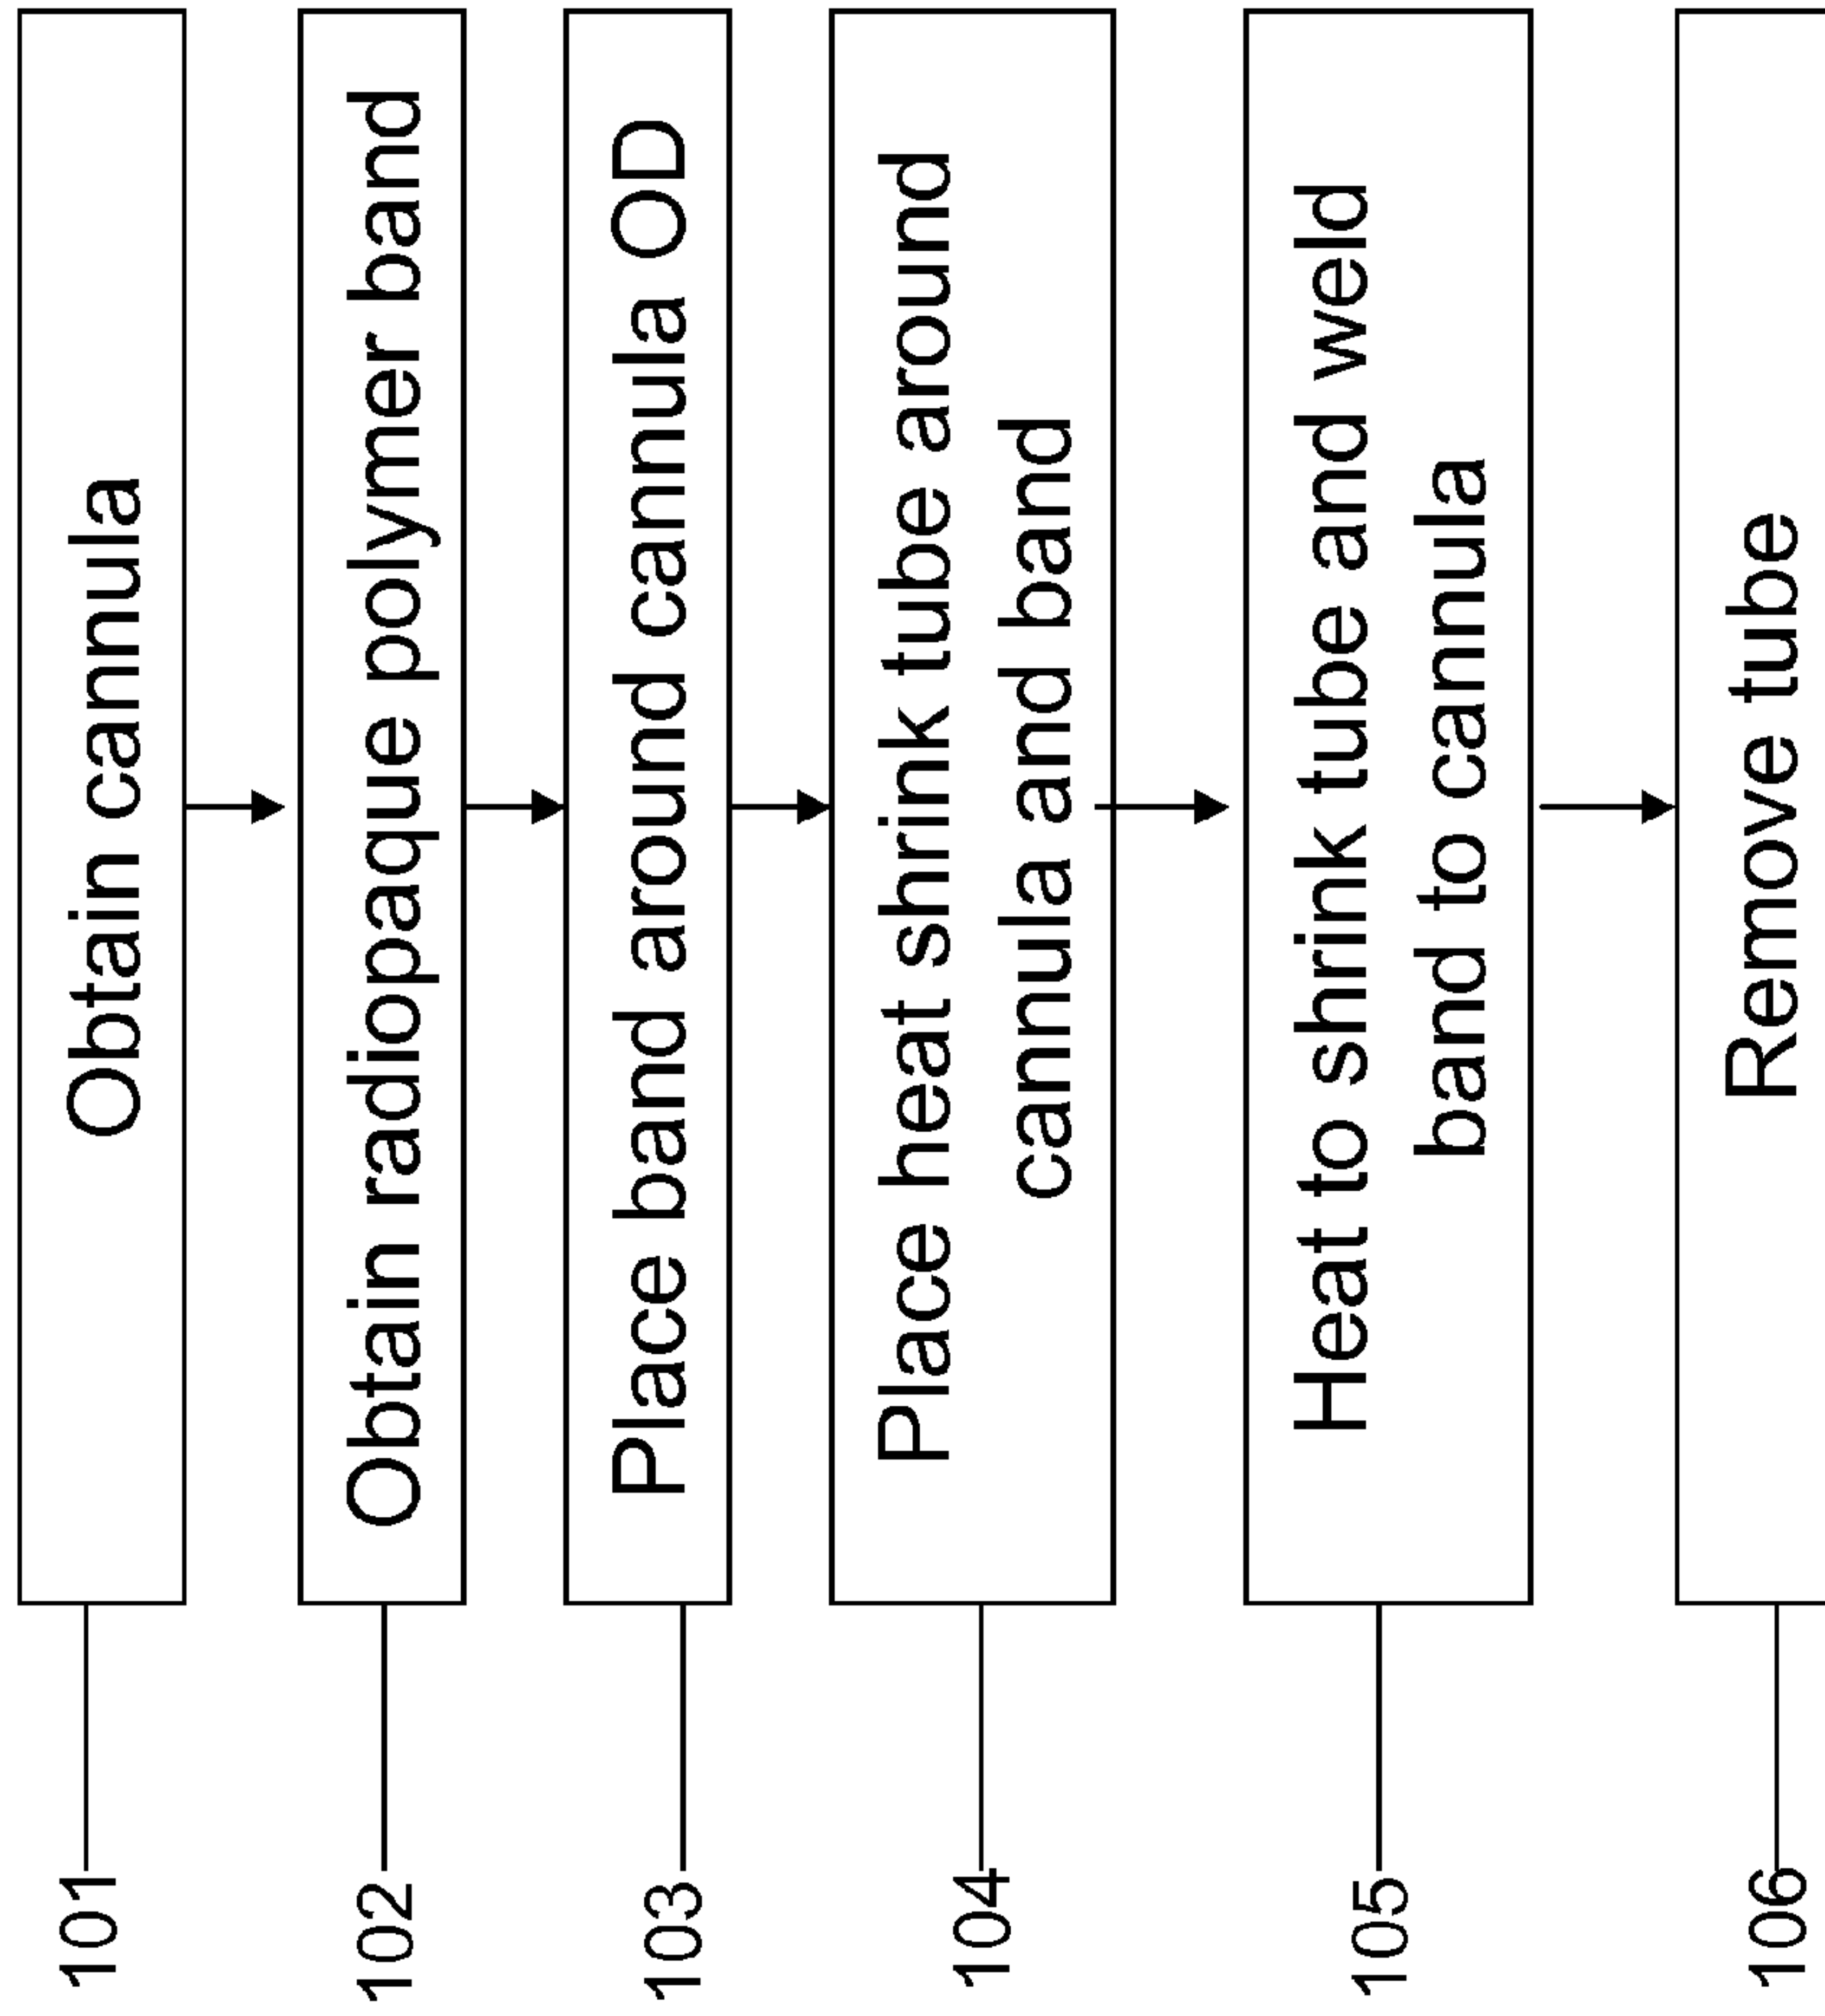 101
Obtain cannula
102
Obtain radiopaque polymer band
103
Place band around cannula OD
104
Place heat shrink tube around
cannula and band
105
Heat to shrink tube and weld
band to cannula
106
Remove tube